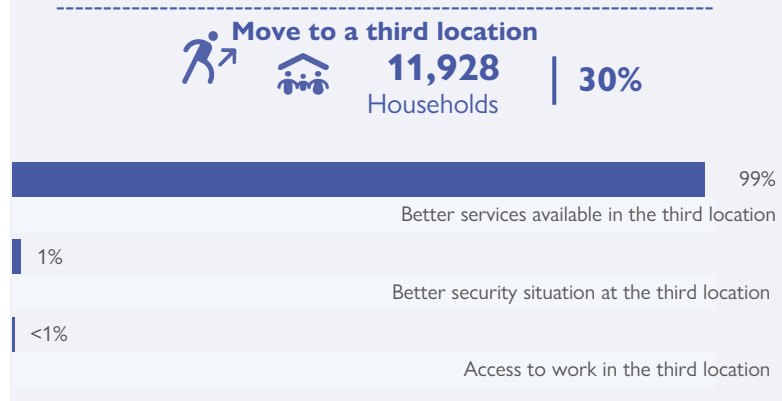 Move to a third location
11,928
30%
Households
99%
Better services available in the third location
1%
Better security situation at the third location
<1%
Access to work in the third location